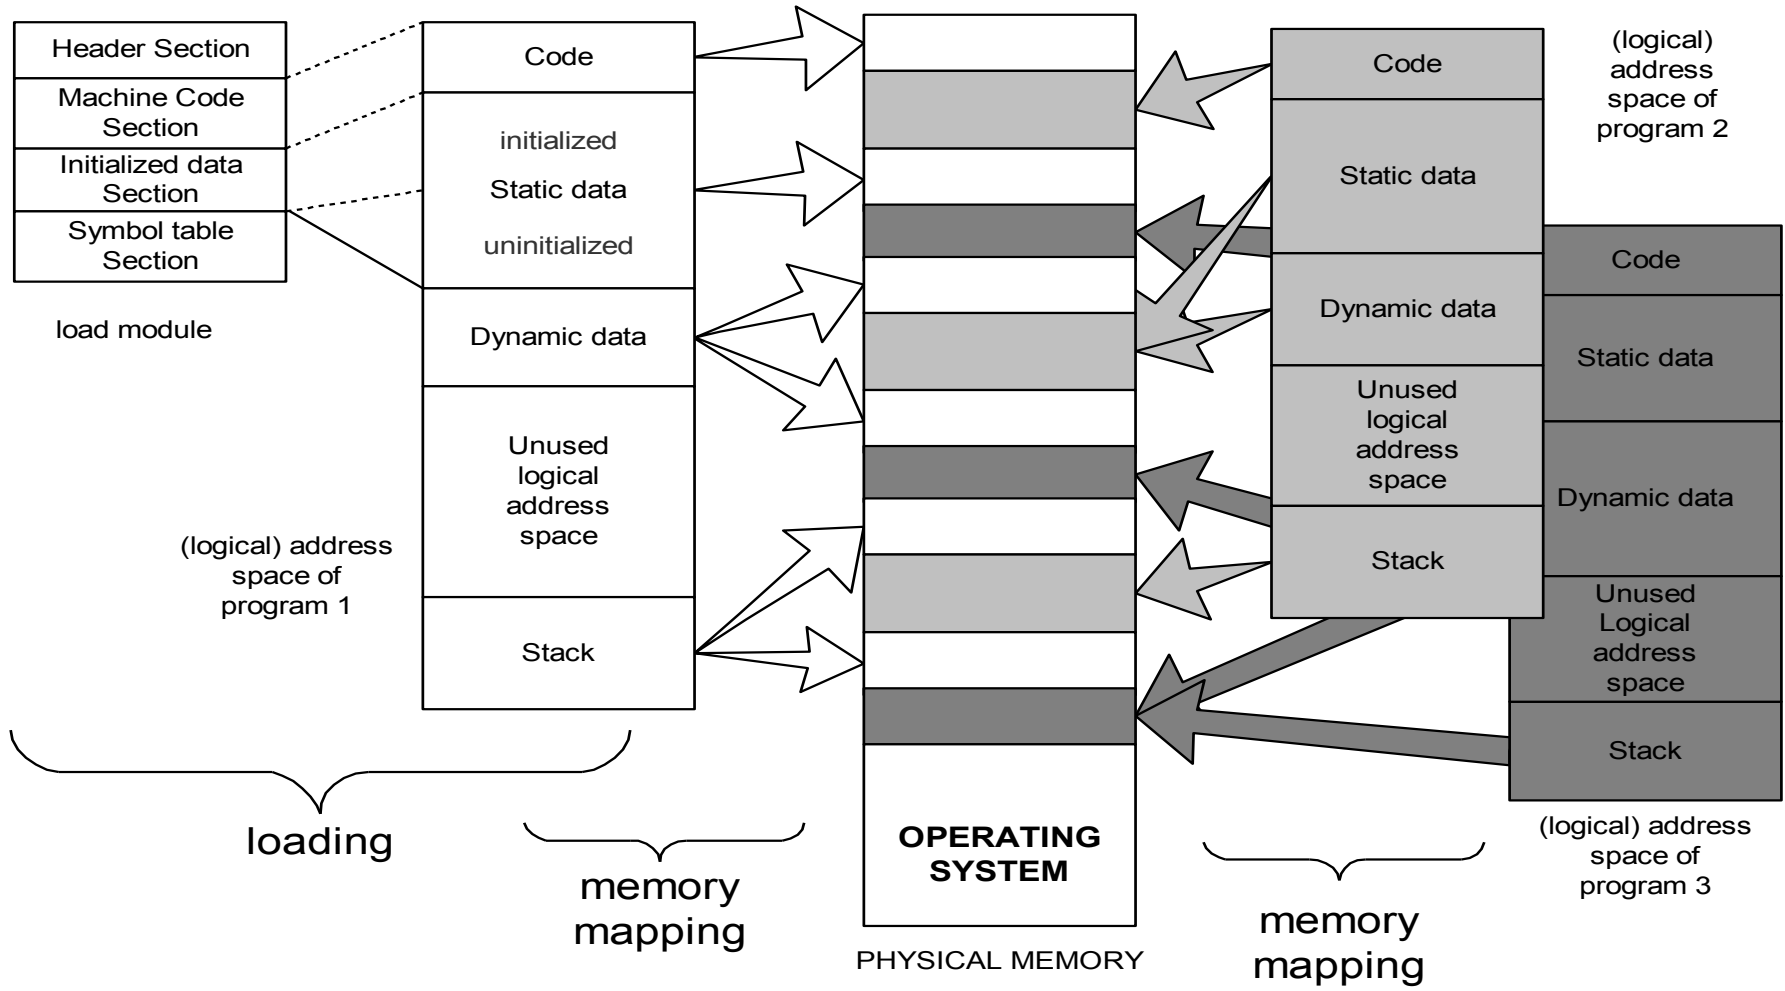 Header Section
Machine Code
Section
Initialized data
Section
Symbol table
Section
load module
Code
initialized
Static data
uninitialized
Dynamic data
Unused
logical
address
space
Stack
(logical) address
space of
program 1
loading
memory
mapping
OPERATING
SYSTEM
PHYSICAL MEMORY
Code
Static data
Dynamic data
Unused
logical
address
space
Stack
(logical)
address
space of
program 2
Code
Static data
Dynamic data
Unused
Logical
address
space
Stack
(logical) address
space of
program 3
memory
mapping